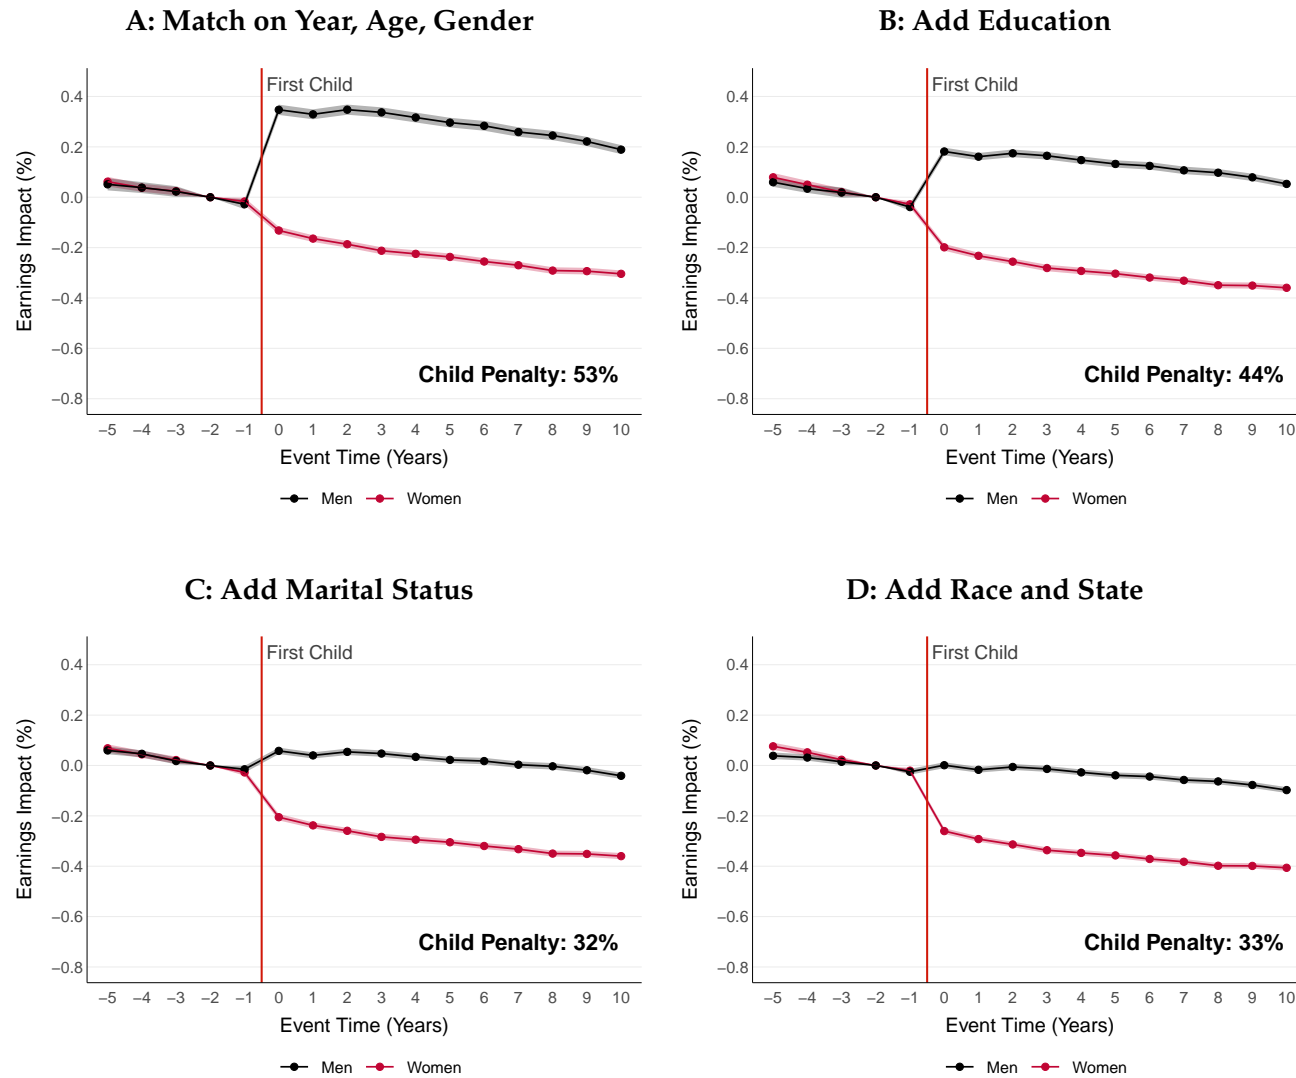 A: Match on Year, Age, Gender
First Child
Earnings Impact (%)
0.4
0.2
0.0
−0.2
−0.4
−0.6
−0.8
Child Penalty: 53%
−5 −4 −3 −2 −1 0 1 2 3 4 5 6 7 8 9 10
Event Time (Years)
Men Women
B: Add Education
First Child
Earnings Impact (%)
0.4
0.2
0.0
−0.2
−0.4
−0.6
−0.8
Child Penalty: 44%
−5 −4 −3 −2 −1 0 1 2 3 4 5 6 7 8 9 10
Event Time (Years)
Men Women
C: Add Marital Status
First Child
Earnings Impact (%)
0.4
0.2
0.0
−0.2
−0.4
−0.6
−0.8
Child Penalty: 32%
−5 −4 −3 −2 −1 0 1 2 3 4 5 6 7 8 9 10
Event Time (Years)
Men Women
D: Add Race and State
First Child
Earnings Impact (%)
0.4
0.2
0.0
−0.2
−0.4
−0.6
−0.8
Child Penalty: 33%
−5 −4 −3 −2 −1 0 1 2 3 4 5 6 7 8 9 10
Event Time (Years)
Men Women